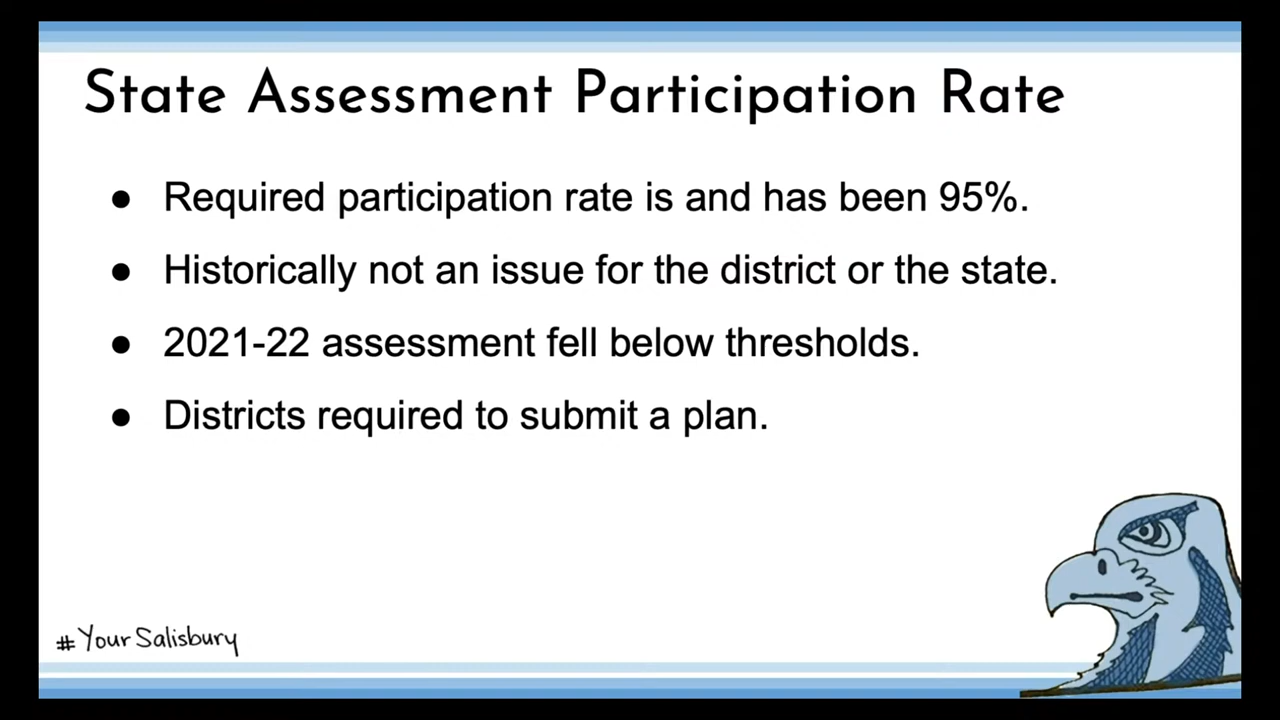 State Assessment Participation Rate
● Required participation rate is and has been 95%.
● Historically not an issue for the district or the state.
● 2021-22 assessment fell below thresholds.
● Districts required to submit a plan.
#YourSalisbury